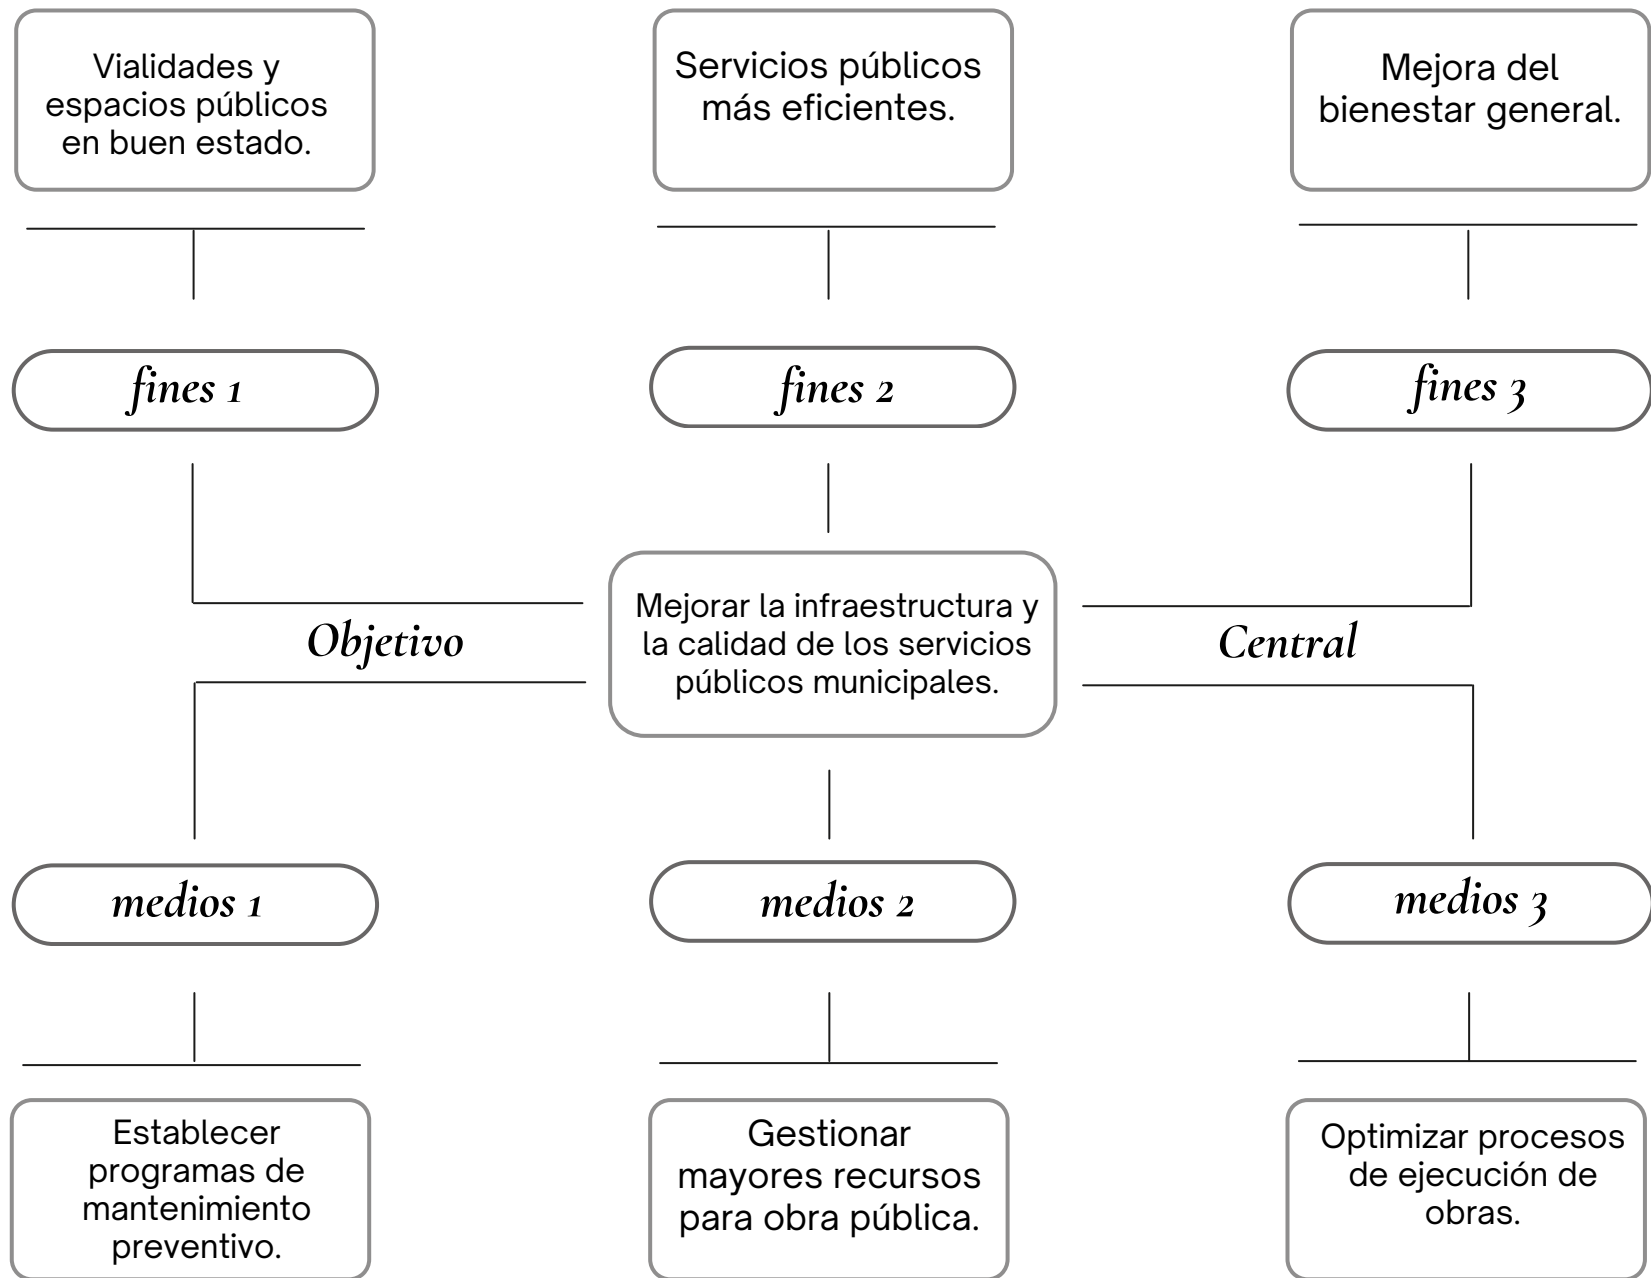 Vialidades y
espacios públicos
en buen estado.
Servicios públicos
más eficientes.
Mejora del
bienestar general.
fines 1
fines 2
fines 3
Objetivo
Mejorar la infraestructura y
la calidad de los servicios
públicos municipales.
Central
medios 1
medios 2
medios 3
Establecer
programas de
mantenimiento
preventivo.
Gestionar
mayores recursos
para obra pública.
Optimizar procesos
de ejecución de
obras.